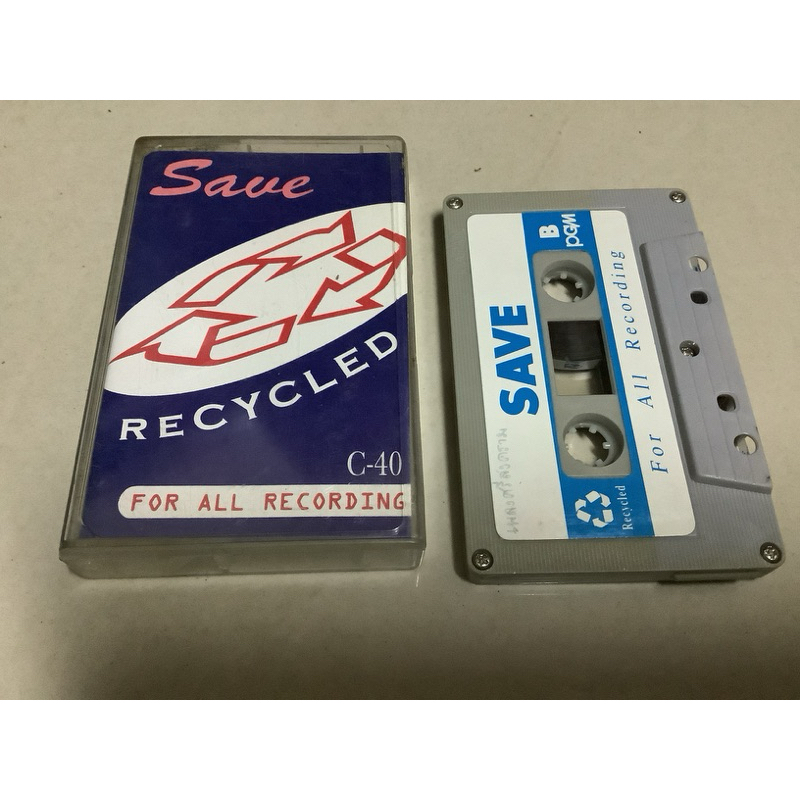 Save
RECYCLED
C-40
FOR ALL RECORDING
B
PGM
SAVE
For All Recording
Recycled